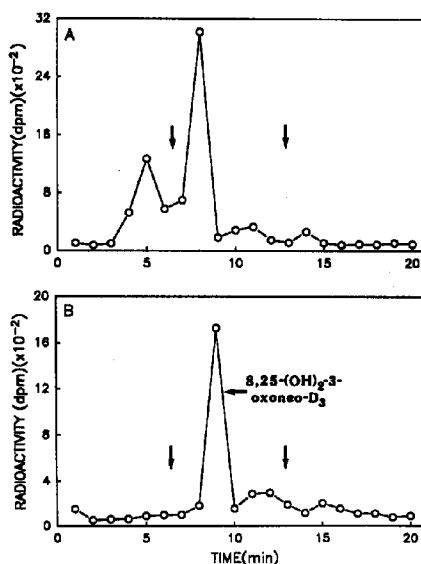 A
RADIOACTIVITY(dpm)(x10⁻²)
32
24
16
8
0
0 5 10 15 20
B
RADIOACTIVITY (dpm)(x10⁻²)
20
16
12
8
4
0
8,25-(OH)₂-3-
oxoneo-D₃
0 5 10 15 20
TIME(min)